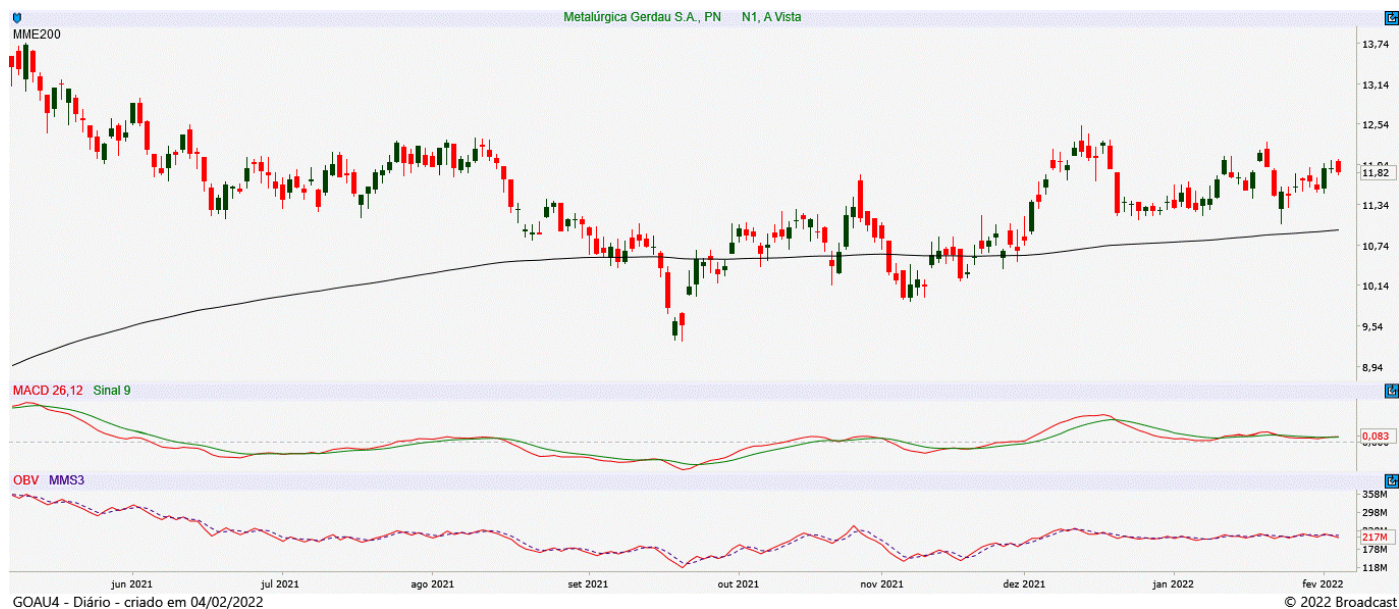 Metalúrgica Gerdau S.A., PN N1, A Vista
MME200
13,74
13,14
12,54
11,94
11,82
11,34
10,74
10,14
9,54
8,94
MACD 26,12 Sinal 9
0,083
OBV MMS3
358M
298M
217M
178M
118M
jun 2021 jul 2021 ago 2021 set 2021 out 2021 nov 2021 dez 2021 jan 2022 fev 2022
GOAU4 - Diário - criado em 04/02/2022 © 2022 Broadcast